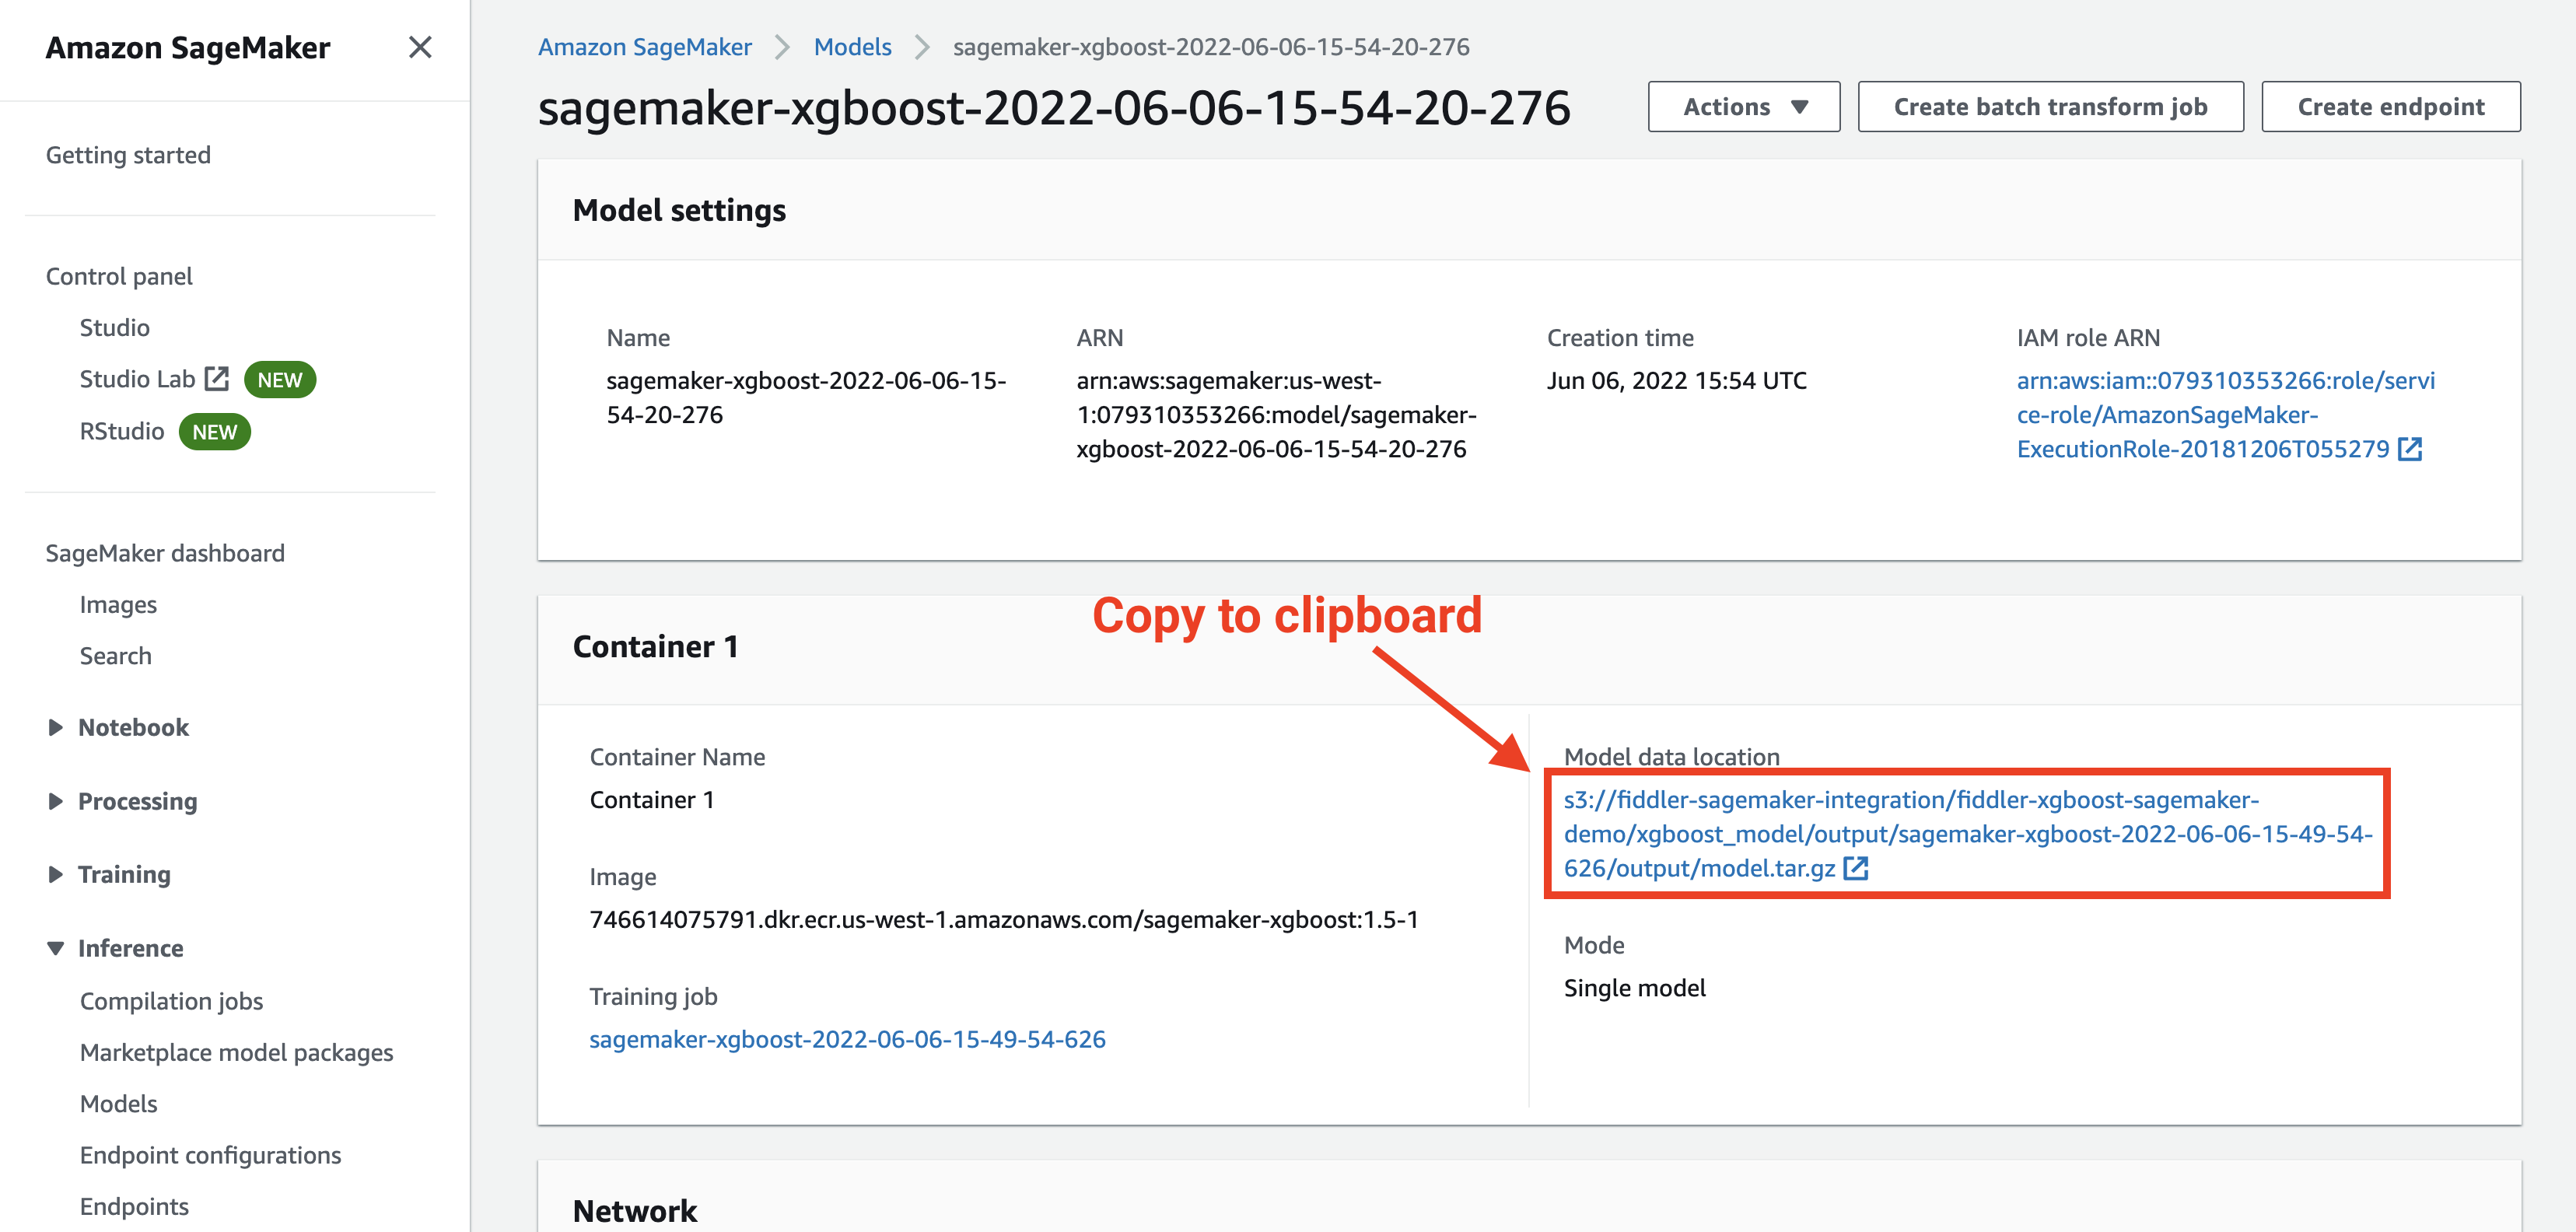 Amazon SageMaker
Getting started
Control panel
Studio
Studio Lab NEW
RStudio NEW
SageMaker dashboard
Images
Search
Notebook
Processing
Training
Inference
Compilation jobs
Marketplace model packages
Models
Endpoint configurations
Endpoints
Amazon SageMaker Models sagemaker-xgboost-2022-06-06-15-54-20-276
sagemaker-xgboost-2022-06-06-15-54-20-276
Actions Create batch transform job Create endpoint
Model settings
Name
sagemaker-xgboost-2022-06-06-15-
54-20-276
ARN
arn:aws:sagemaker:us-west-
1:079310353266:model/sagemaker-
xgboost-2022-06-06-15-54-20-276
Creation time
Jun 06, 2022 15:54 UTC
IAM role ARN
arn:aws:iam::079310353266:role/servi
ce-role/AmazonSageMaker-
ExecutionRole-20181206T055279
Copy to clipboard
Container 1
Container Name
Container 1
Image
746614075791.dkr.ecr.us-west-1.amazonaws.com/sagemaker-xgboost:1.5-1
Training job
sagemaker-xgboost-2022-06-06-15-49-54-626
Model data location
s3://fiddler-sagemaker-integration/fiddler-xgboost-sagemaker-
demo/xgboost_model/output/sagemaker-xgboost-2022-06-06-15-49-54-
626/output/model.tar.gz
Mode
Single model
Network